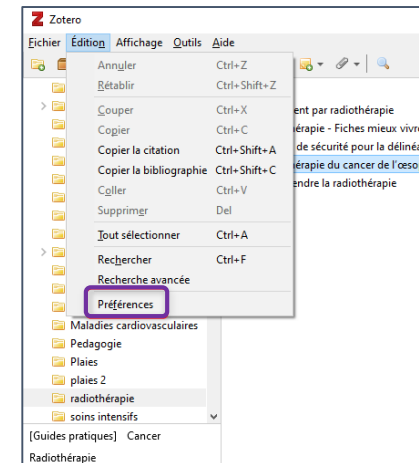 Zotero
Fichier Édition Affichage Outils Aide
Annuler Ctrl+Z
Rétablir Ctrl+Shift+Z
Couper Ctrl+X
Copier Ctrl+C
Copier la citation Ctrl+Shift+A
Copier la bibliographie Ctrl+Shift+C
Coller Ctrl+V
Supprimer Del
Tout sélectionner Ctrl+A
Rechercher Ctrl+F
Recherche avancée
Préférences
ent par radiothérapie
érapie - Fiches mieux vivre
de sécurité pour la délinéa
érapie du cancer de l'œso
endre la radiothérapie
Maladies cardiovasculaires
Pedagogie
Plaies
plaies 2
radiothérapie
soins intensifs
[Guides pratiques] Cancer
Radiothérapie